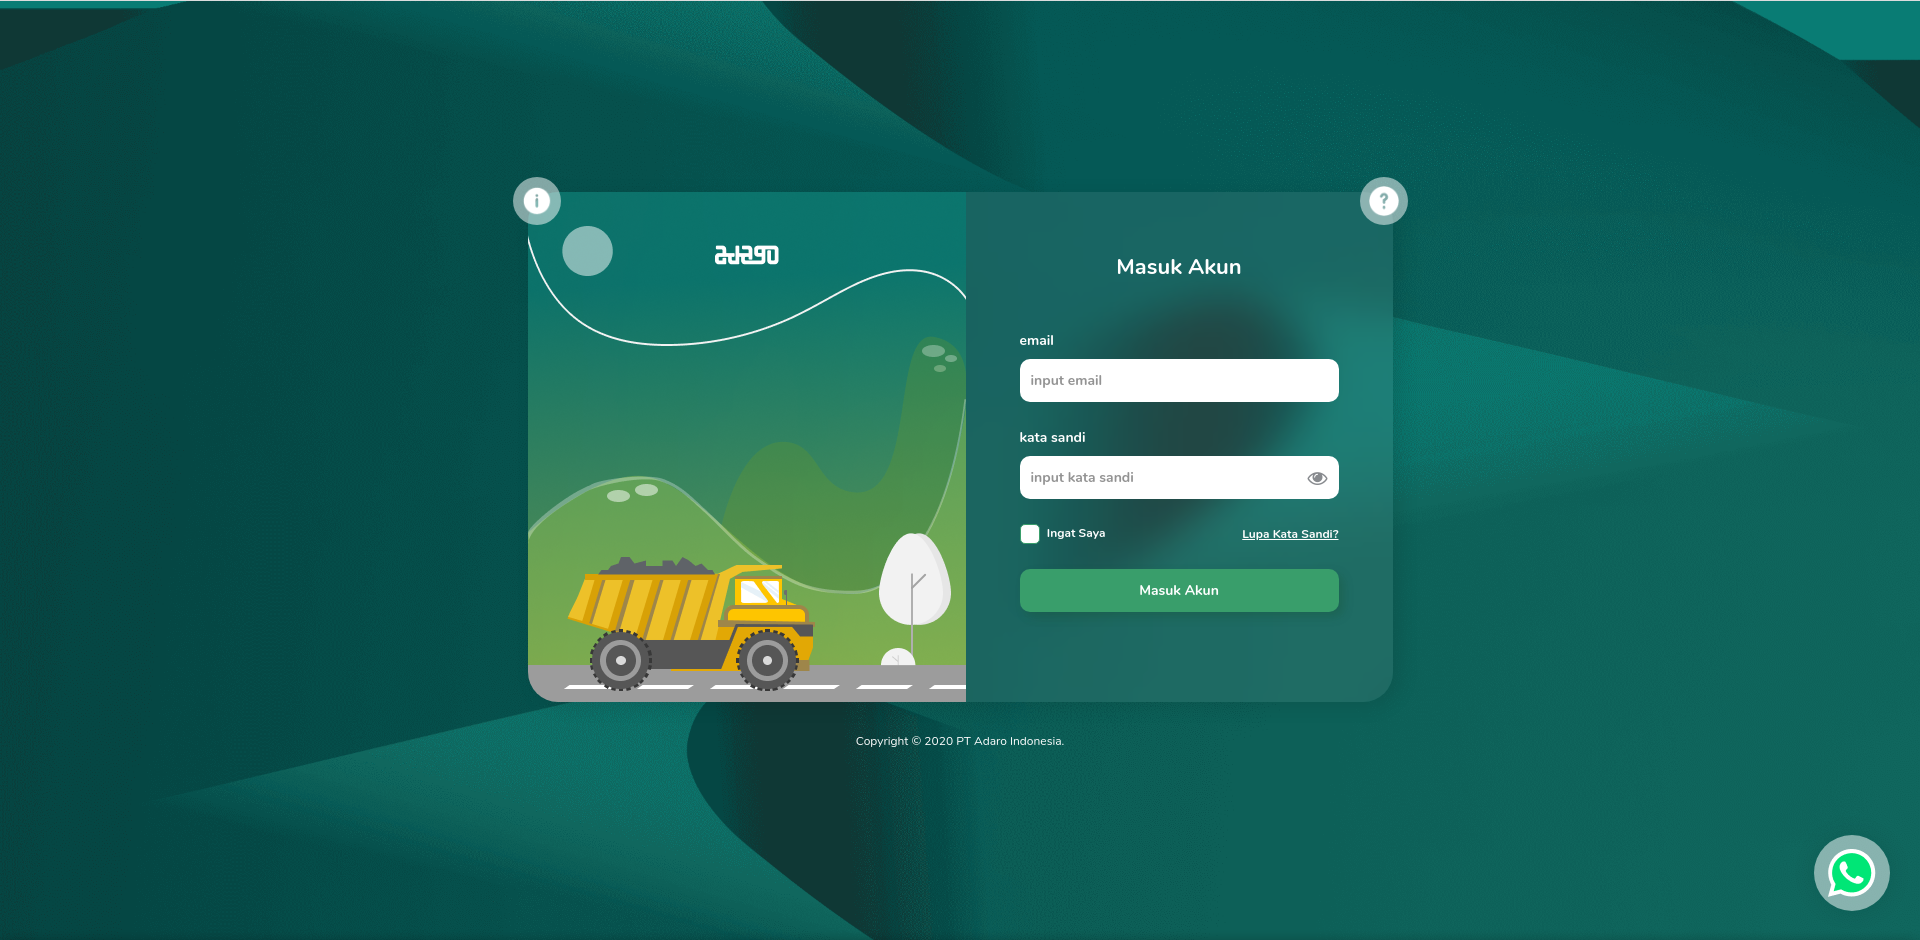 adaro
Masuk Akun
email
input email
kata sandi
input kata sandi
Ingat Saya
Lupa Kata Sandi?
Masuk Akun
Copyright © 2020 PT Adaro Indonesia.